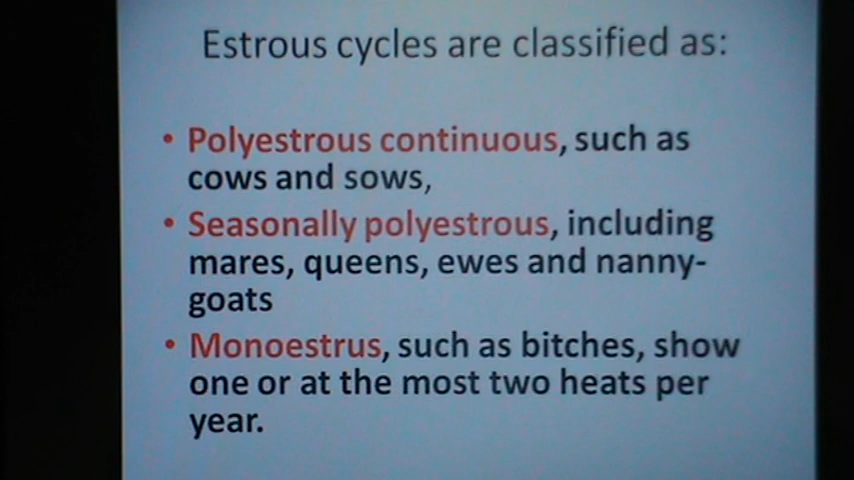 Estrous cycles are classified as:
• Polyestrous continuous, such as
cows and sows,
• Seasonally polyestrous, including
mares, queens, ewes and nanny-
goats
• Monoestrus, such as bitches, show
one or at the most two heats per
year.